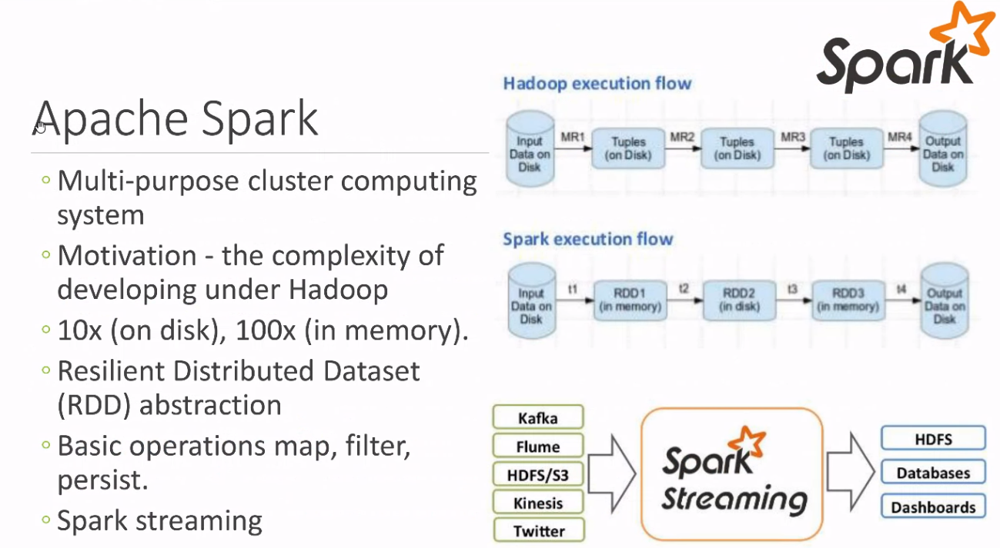 Apache Spark
Multi-purpose cluster computing
system
Motivation - the complexity of
developing under Hadoop
10x (on disk), 100x (in memory).
Resilient Distributed Dataset
(RDD) abstraction
Basic operations map, filter,
persist.
Spark streaming
Spark
Hadoop execution flow
Input
Data on
Disk
MR1
Tuples
(on Disk)
MR2
Tuples
(on Disk)
MR3
Tuples
(on Disk)
MR4
Output
Data on
Disk
Spark execution flow
Input
Data on
Disk
t1
RDD1
(in memory)
t2
RDD2
(in disk)
t3
RDD3
(in memory)
t4
Output
Data on
Disk
Kafka
Flume
HDFS/S3
Kinesis
Twitter
Spark
Streaming
HDFS
Databases
Dashboards